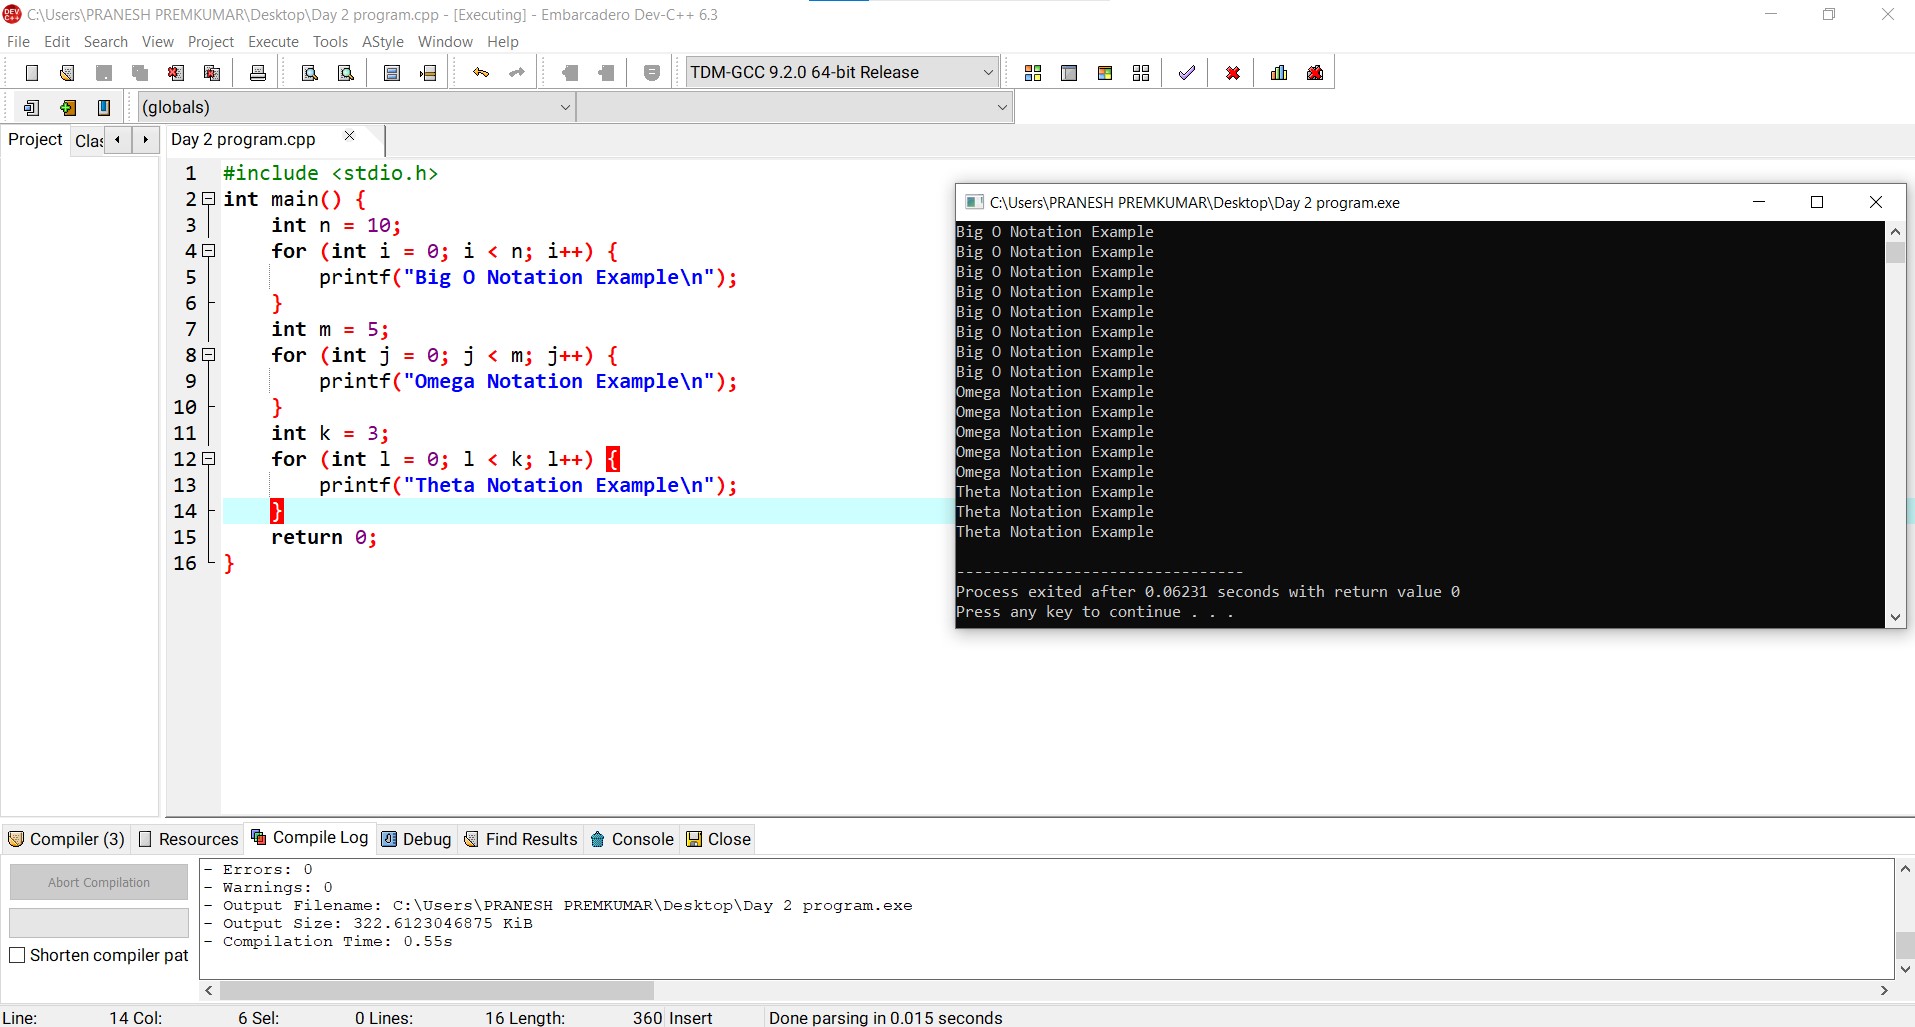 C:\Users\PRANESH PREMKUMAR\Desktop\Day 2 program.cpp - [Executing] - Embarcadero Dev-C++ 6.3
File Edit Search View Project Execute Tools AStyle Window Help
TDM-GCC 9.2.0 64-bit Release
(globals)
Project Clas Day 2 program.cpp
1 #include <stdio.h>
2 int main() {
3 int n = 10;
4 for (int i = 0; i < n; i++) {
5 printf("Big O Notation Example\n");
6 }
7 int m = 5;
8 for (int j = 0; j < m; j++) {
9 printf("Omega Notation Example\n");
10 }
11 int k = 3;
12 for (int l = 0; l < k; l++) {
13 printf("Theta Notation Example\n");
14 }
15 return 0;
16 }
C:\Users\PRANESH PREMKUMAR\Desktop\Day 2 program.exe
Big O Notation Example
Big O Notation Example
Big O Notation Example
Big O Notation Example
Big O Notation Example
Big O Notation Example
Big O Notation Example
Big O Notation Example
Omega Notation Example
Omega Notation Example
Omega Notation Example
Omega Notation Example
Omega Notation Example
Theta Notation Example
Theta Notation Example
Theta Notation Example
--------------------------------
Process exited after 0.06231 seconds with return value 0
Press any key to continue . . .
Compiler (3) Resources Compile Log Debug Find Results Console Close
Abort Compilation
Shorten compiler pat
- Errors: 0
- Warnings: 0
- Output Filename: C:\Users\PRANESH PREMKUMAR\Desktop\Day 2 program.exe
- Output Size: 322.6123046875 KiB
- Compilation Time: 0.55s
Line: 14 Col: 6 Sel: 0 Lines: 16 Length: 360 Insert Done parsing in 0.015 seconds